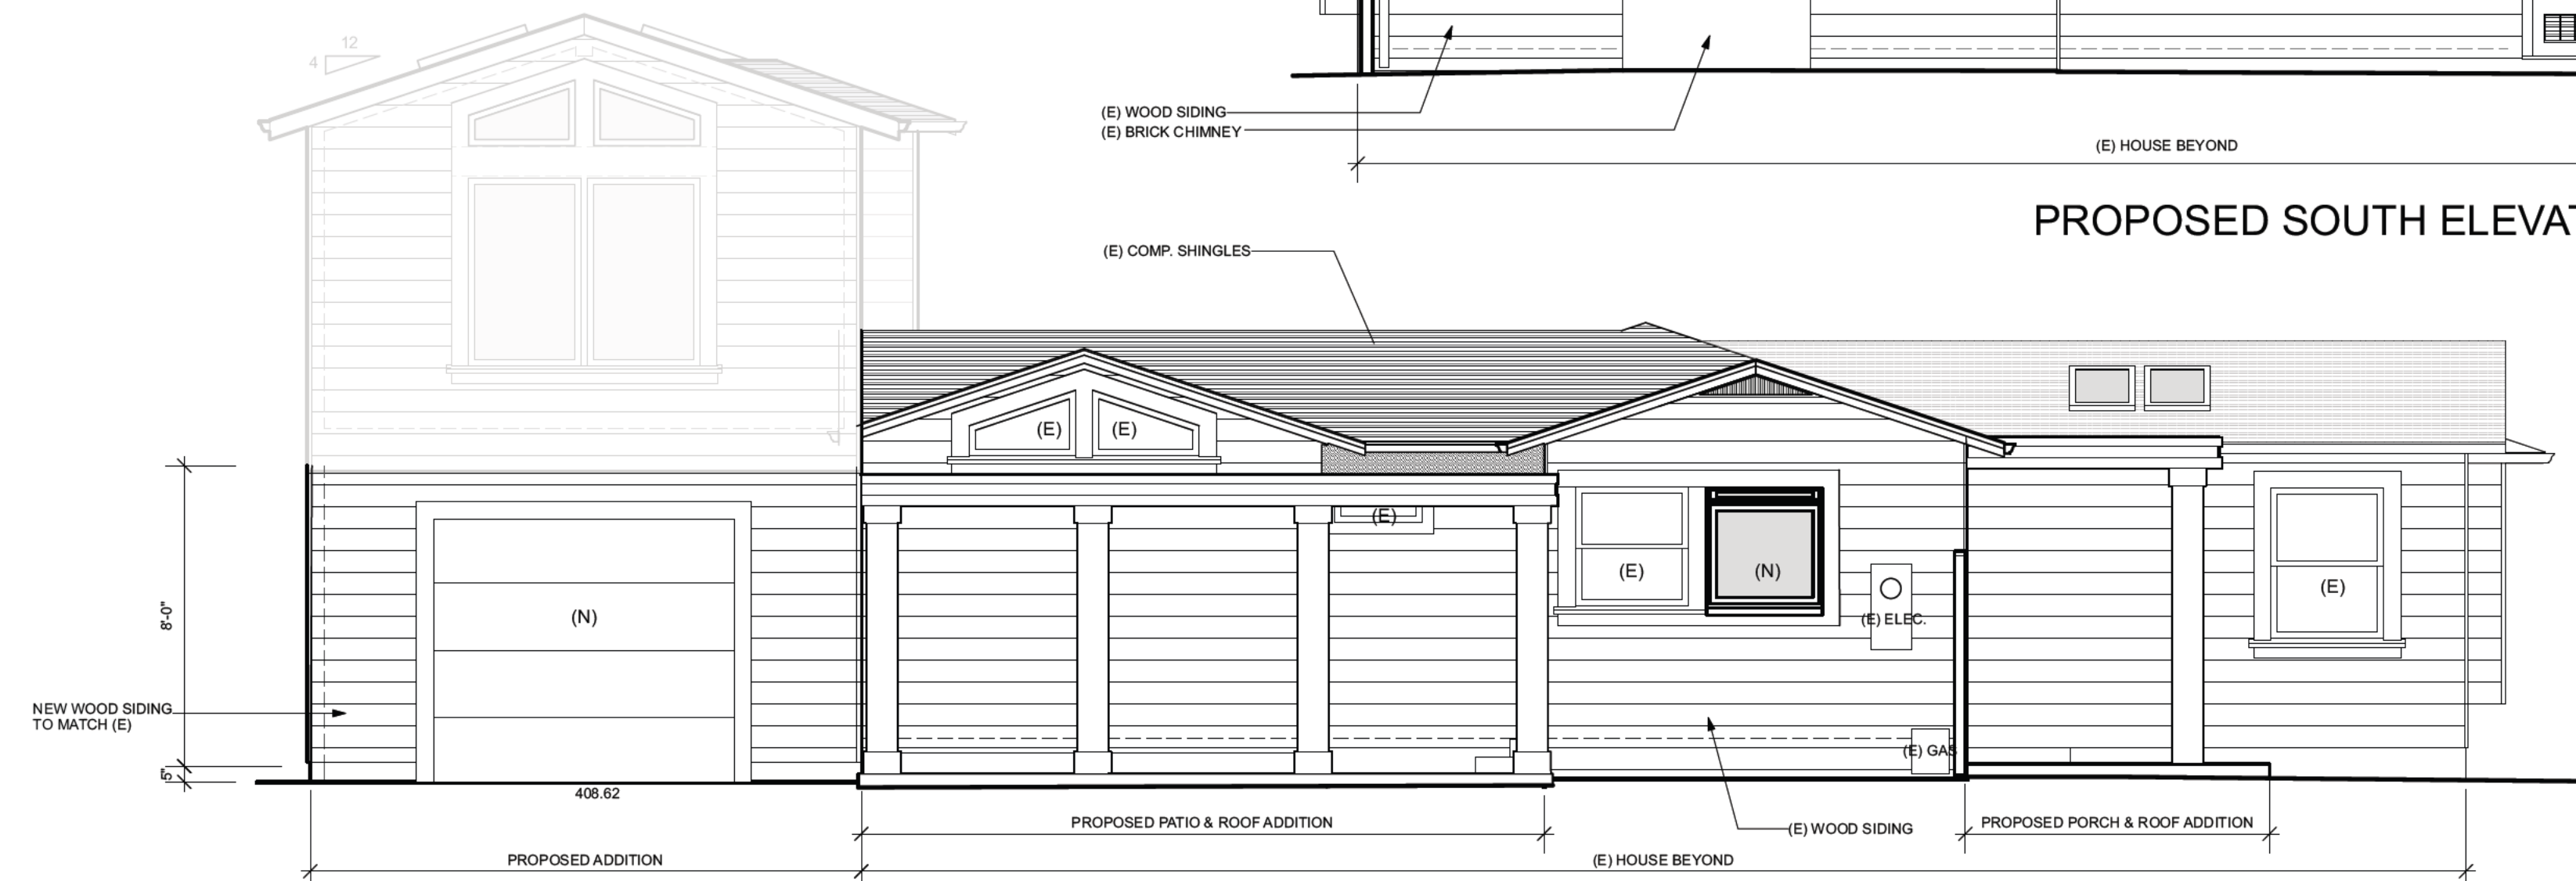 12
4
(E) WOOD SIDING
(E) BRICK CHIMNEY
(E) HOUSE BEYOND
PROPOSED SOUTH ELEVAT
(E) COMP. SHINGLES
(E)
(E)
(E)
(E)
(N)
(E)
(N)
(E) ELEC.
8'-0"
NEW WOOD SIDING
TO MATCH (E)
(E) GAS
5"
408.62
PROPOSED PATIO & ROOF ADDITION
(E) WOOD SIDING
PROPOSED PORCH & ROOF ADDITION
PROPOSED ADDITION
(E) HOUSE BEYOND